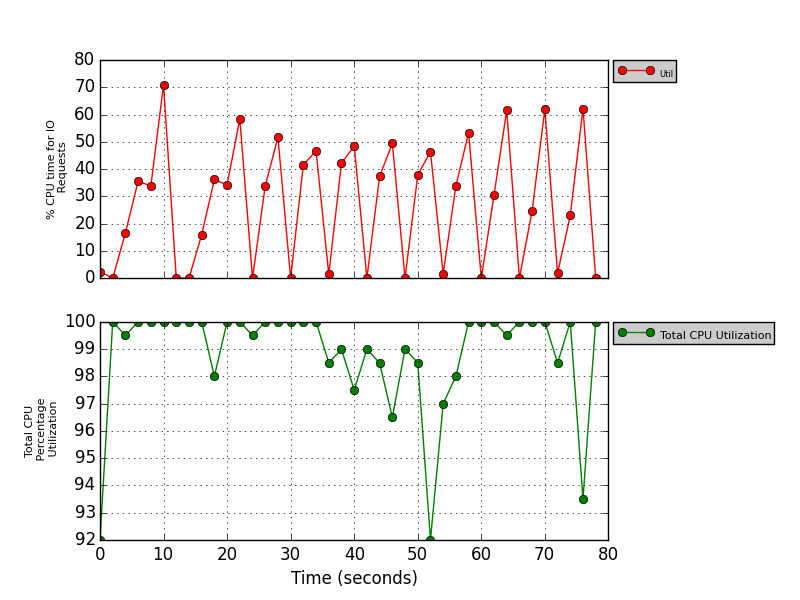 80
70
60
50
40
30
20
10
0
% CPU time for IO
Requests
Util
100
99
98
97
96
95
94
93
92
Total CPU
Percentage
Utilization
Total CPU Utilization
0 10 20 30 40 50 60 70 80
Time (seconds)